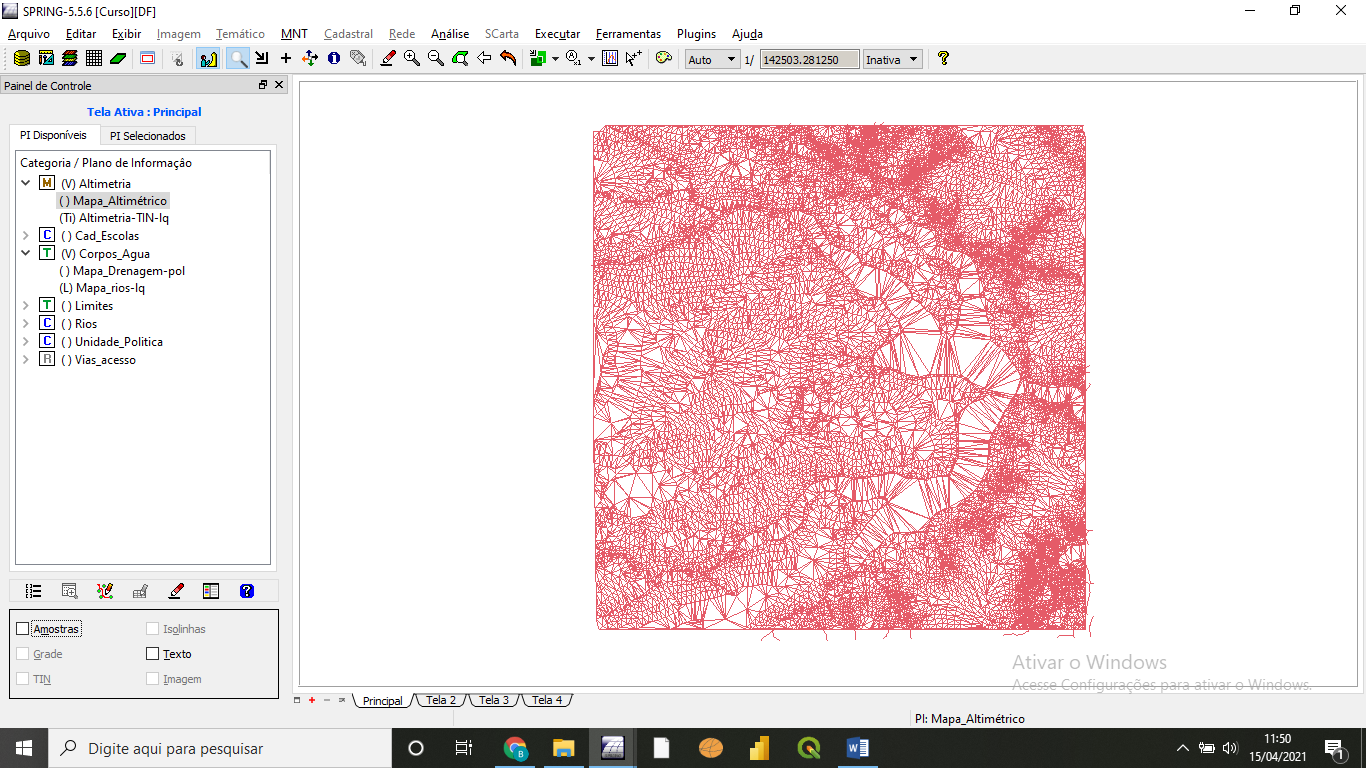 SPRING-5.5.6 [Curso][DF]
Arquivo Editar Exibir Imagem Temático MNT Cadastral Rede Análise SCarta Executar Ferramentas Plugins Ajuda
Auto 1/ 142503.281250 Inativa
Painel de Controle
Tela Ativa : Principal
PI Disponíveis PI Selecionados
Categoria / Plano de Informação
M (V) Altimetria
( ) Mapa_Altimétrico
(Ti) Altimetria-TIN-lq
C ( ) Cad_Escolas
T (V) Corpos_Agua
( ) Mapa_Drenagem-pol
(L) Mapa_rios-lq
T ( ) Limites
C ( ) Rios
C ( ) Unidade_Politica
R ( ) Vias_acesso
Amostras Isolinhas
Grade Texto
TIN Imagem
Ativar o Windows
Acesse Configurações para ativar o Windows.
Principal Tela 2 Tela 3 Tela 4
PI: Mapa_Altimétrico
Digite aqui para pesquisar
11:50
15/04/2021
1